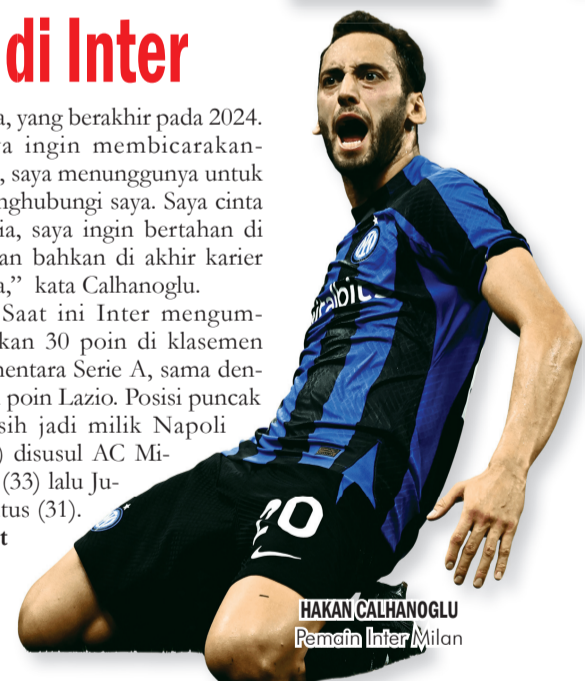 di Inter
a, yang berakhir pada 2024.
ya ingin membicarakan-
, saya menunggunya untuk
nghubungi saya. Saya cinta
ia, saya ingin bertahan di
an bahkan di akhir karier
a,” kata Calhanoglu.
Saat ini Inter mengum-
kan 30 poin di klasemen
mentara Serie A, sama den-
poin Lazio. Posisi puncak
sih jadi milik Napoli
) disusul AC Mi-
(33) lalu Ju-
tus (31).
t
20
HAKAN CALHANOGLU
Pemain Inter Milan